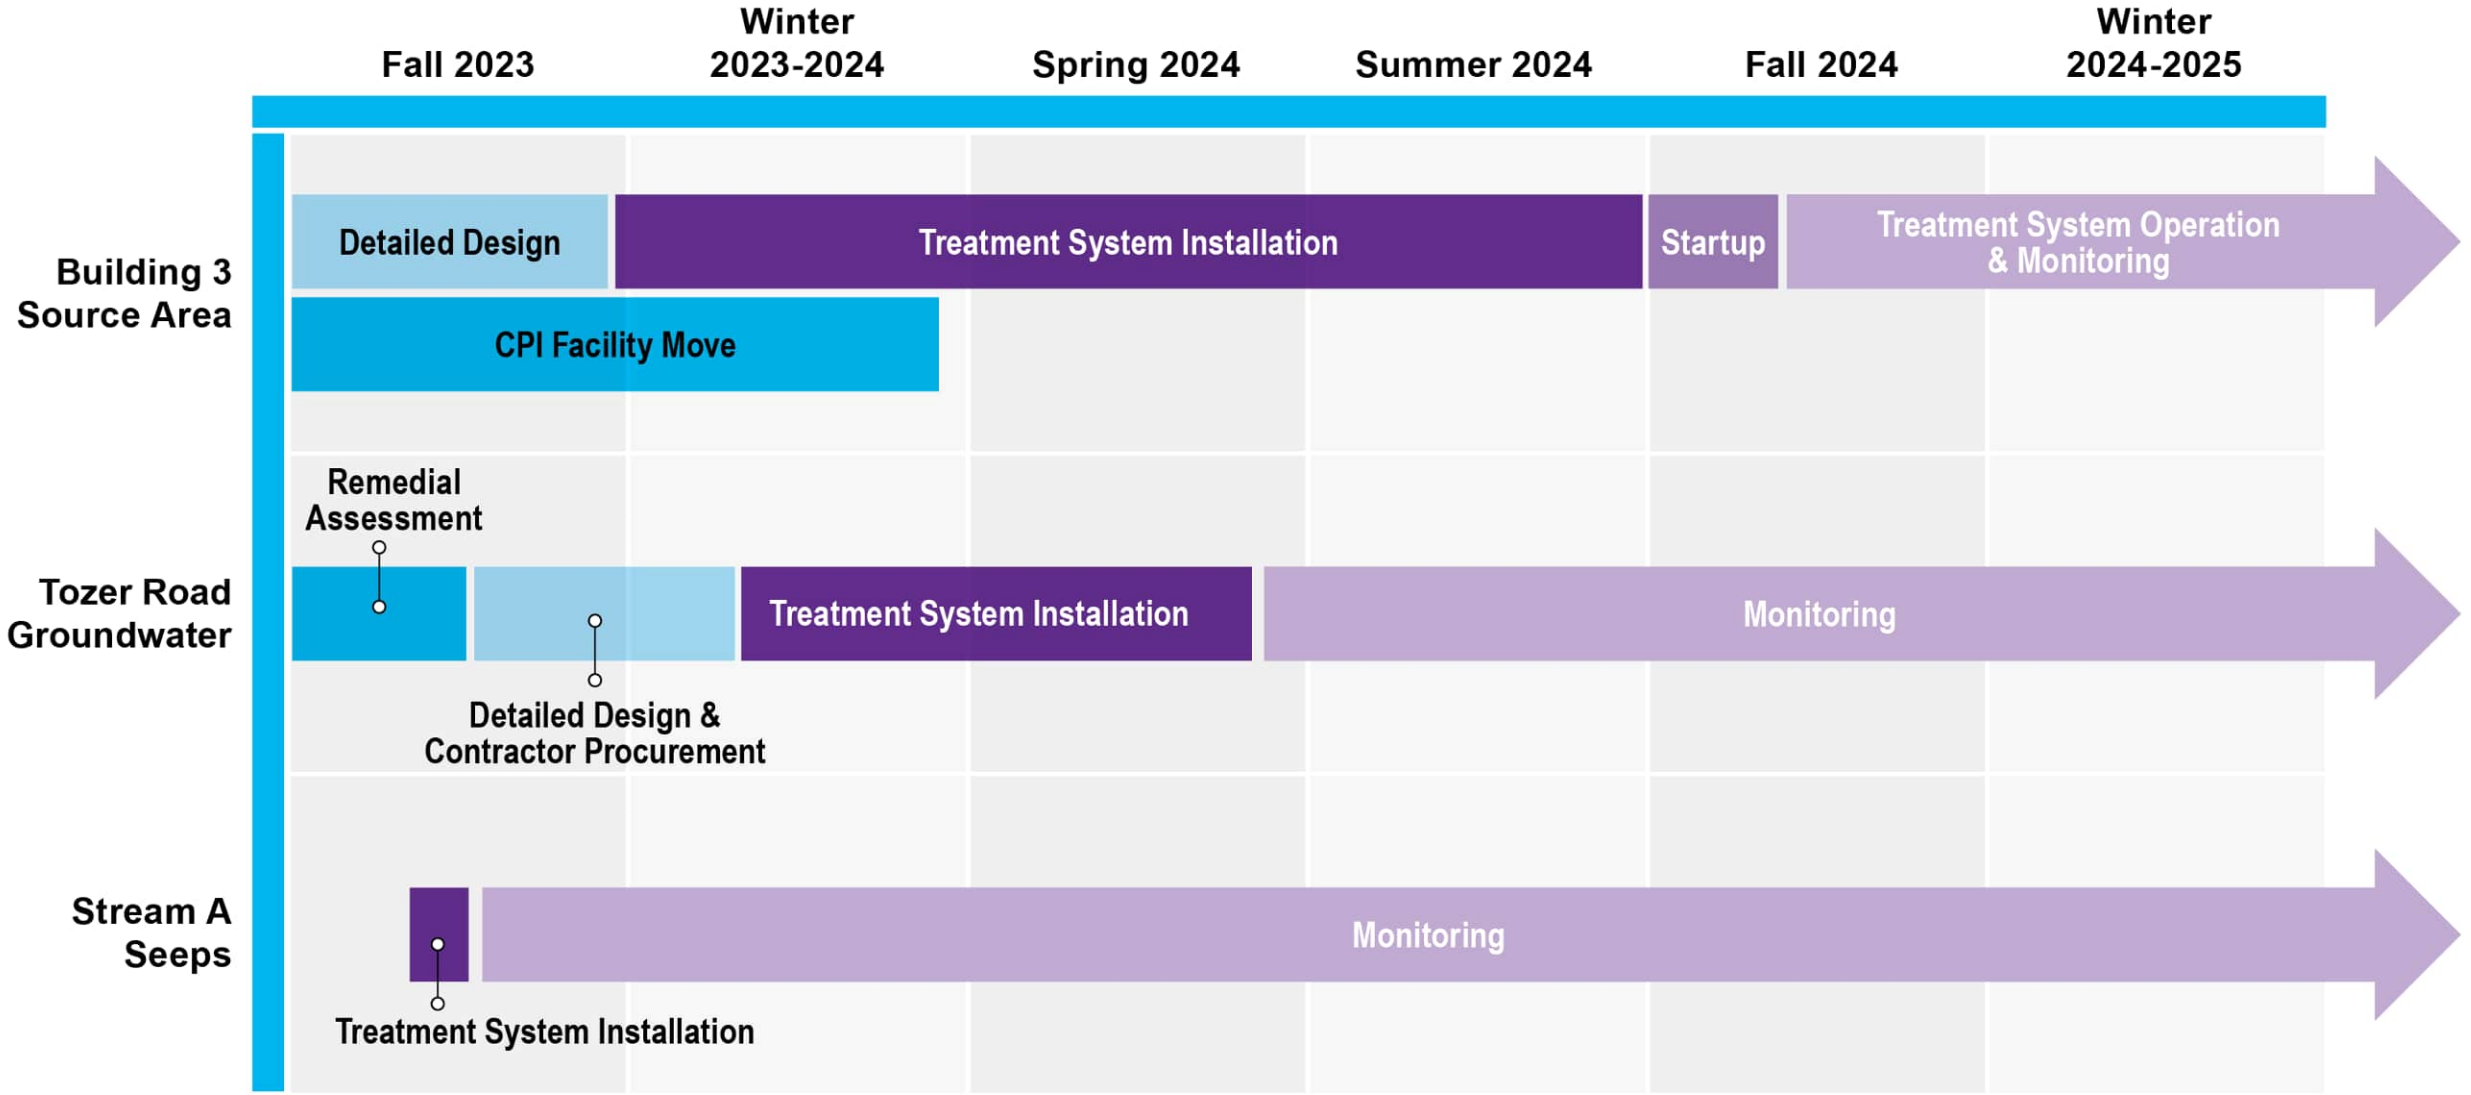 Fall 2023
Winter
2023-2024
Spring 2024
Summer 2024
Fall 2024
Winter
2024-2025
Building 3
Source Area
Detailed Design
Treatment System Installation
Startup
Treatment System Operation
& Monitoring
CPI Facility Move
Tozer Road
Groundwater
Remedial
Assessment
Detailed Design &
Contractor Procurement
Treatment System Installation
Monitoring
Stream A
Seeps
Treatment System Installation
Monitoring